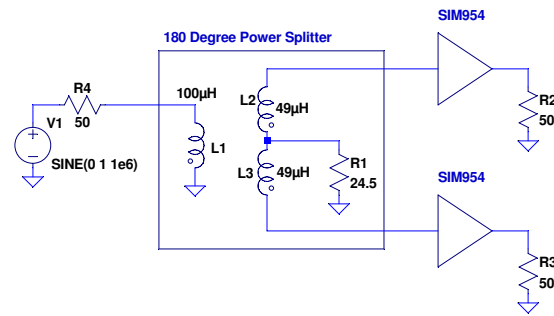 SIM954
180 Degree Power Splitter
R4
50
100µH
L2
49µH
R2
50
V1
L1
SINE(0 1 1e6)
L3
49µH
R1
24.5
SIM954
R3
50